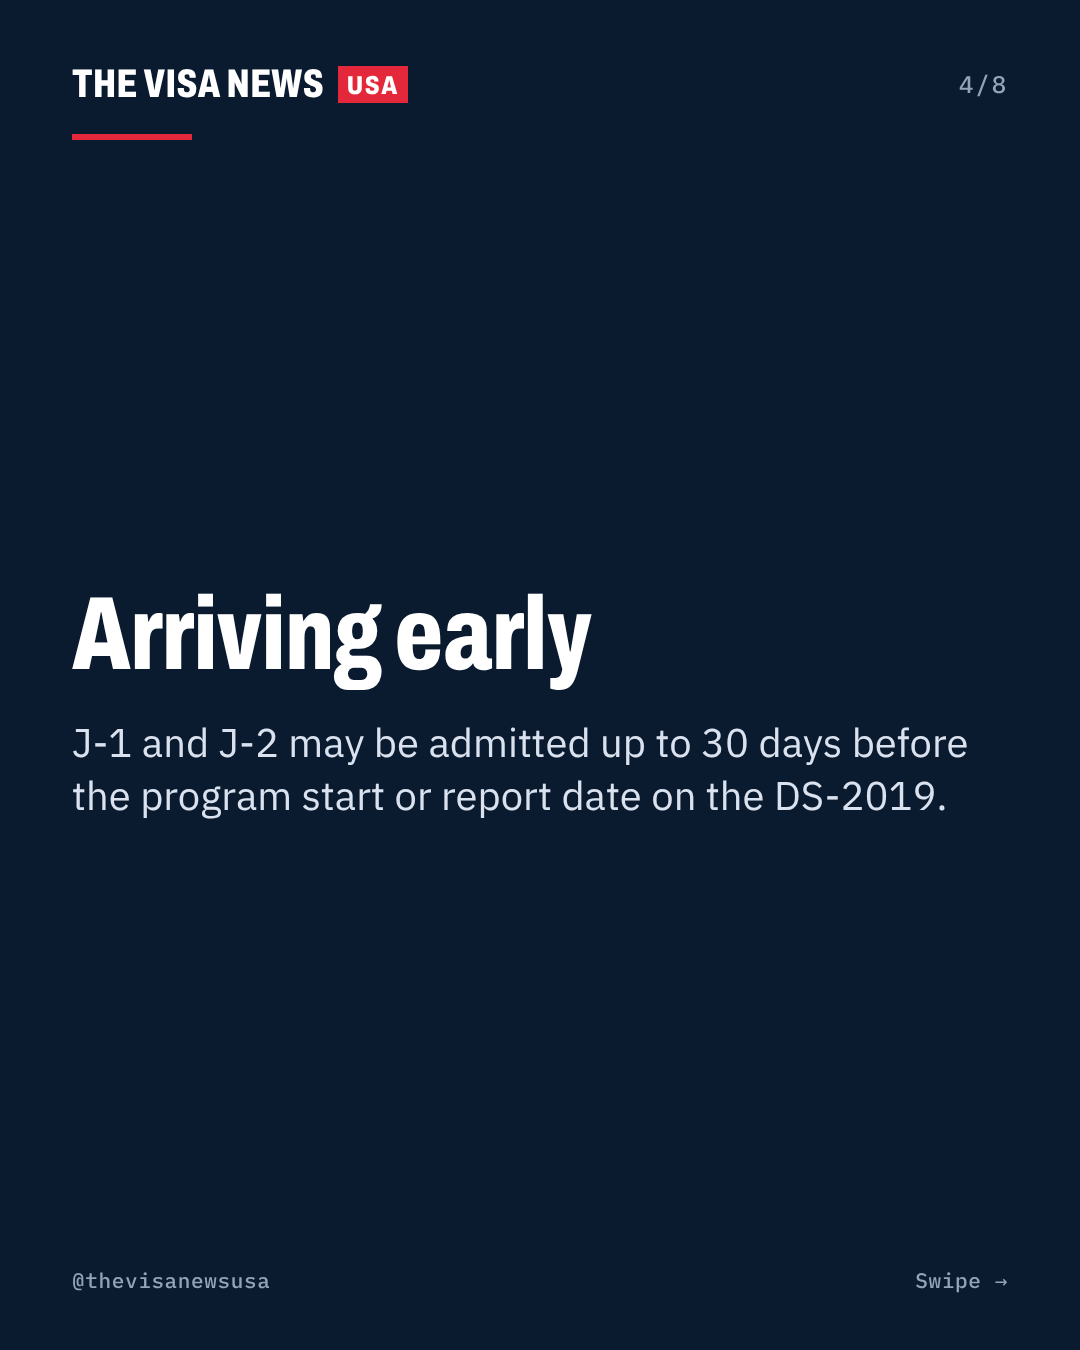 THE VISA NEWS USA
4/8
Arriving early
J-1 and J-2 may be admitted up to 30 days before
the program start or report date on the DS-2019.
@thevisanewsusa
Swipe →